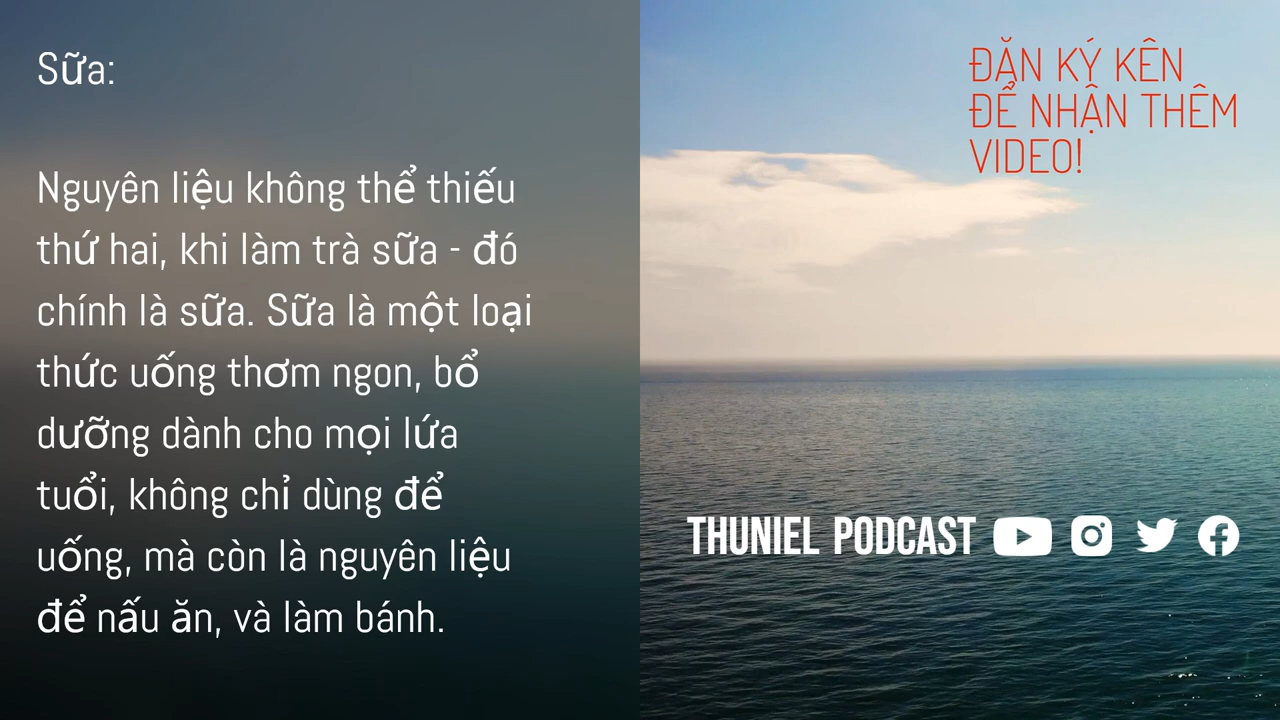 Sữa:
Nguyên liệu không thể thiếu
thứ hai, khi làm trà sữa - đó
chính là sữa. Sữa là một loại
thức uống thơm ngon, bổ
dưỡng dành cho mọi lứa
tuổi, không chỉ dùng để
uống, mà còn là nguyên liệu
để nấu ăn, và làm bánh.
ĐĂN KÝ KÊN
ĐỂ NHẬN THÊM
VIDEO!
THUNIEL PODCAST